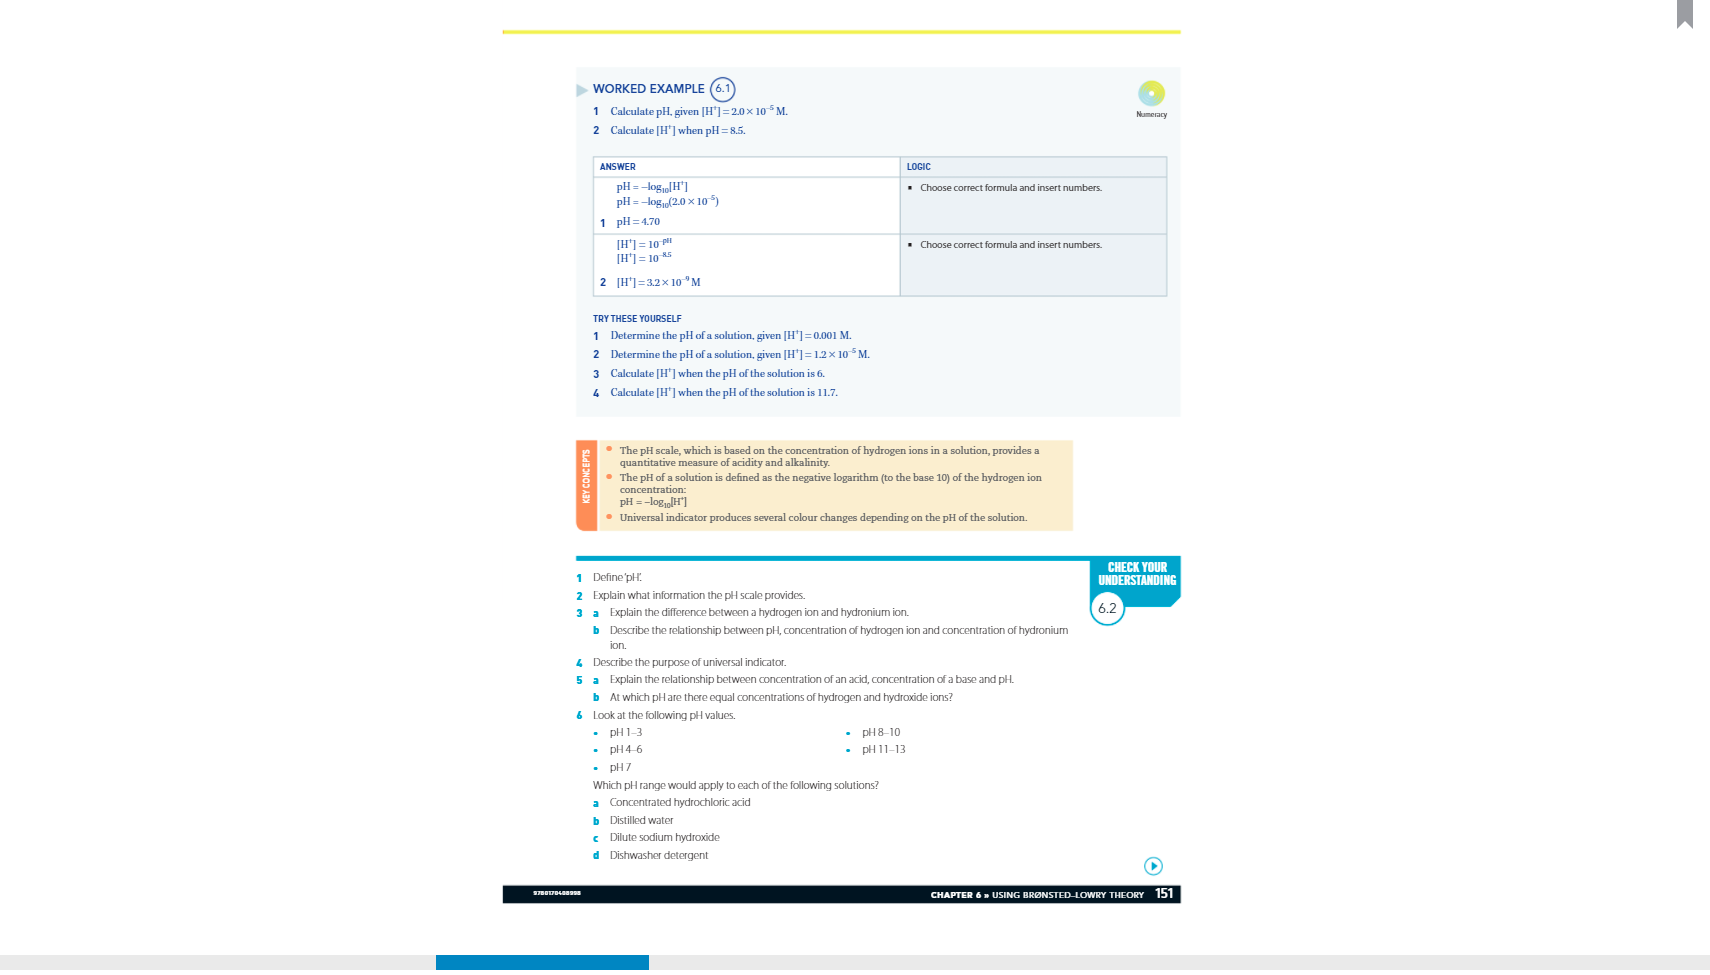 WORKED EXAMPLE 6.1
Numeracy
1 Calculate pH, given [H⁺] = 2.0 × 10⁻⁵ M.
2 Calculate [H⁺] when pH = 8.5.
ANSWER LOGIC
pH = –log₁₀[H⁺]
pH = –log₁₀(2.0 × 10⁻⁵)
1 pH = 4.70
▪ Choose correct formula and insert numbers.
[H⁺] = 10⁻ᵖᴴ
[H⁺] = 10⁻⁸·⁵
2 [H⁺] = 3.2 × 10⁻⁹ M
▪ Choose correct formula and insert numbers.
TRY THESE YOURSELF
1 Determine the pH of a solution, given [H⁺] = 0.001 M.
2 Determine the pH of a solution, given [H⁺] = 1.2 × 10⁻⁵ M.
3 Calculate [H⁺] when the pH of the solution is 6.
4 Calculate [H⁺] when the pH of the solution is 11.7.
KEY CONCEPTS
• The pH scale, which is based on the concentration of hydrogen ions in a solution, provides a
quantitative measure of acidity and alkalinity.
• The pH of a solution is defined as the negative logarithm (to the base 10) of the hydrogen ion
concentration:
pH = –log₁₀[H⁺]
• Universal indicator produces several colour changes depending on the pH of the solution.
CHECK YOUR
UNDERSTANDING
6.2
1 Define 'pH'.
2 Explain what information the pH scale provides.
3 a Explain the difference between a hydrogen ion and hydronium ion.
b Describe the relationship between pH, concentration of hydrogen ion and concentration of hydronium
ion.
4 Describe the purpose of universal indicator.
5 a Explain the relationship between concentration of an acid, concentration of a base and pH.
b At which pH are there equal concentrations of hydrogen and hydroxide ions?
6 Look at the following pH values.
• pH 1–3
• pH 4–6
• pH 7
• pH 8–10
• pH 11–13
Which pH range would apply to each of the following solutions?
a Concentrated hydrochloric acid
b Distilled water
c Dilute sodium hydroxide
d Dishwasher detergent
9780170408998 CHAPTER 6 » USING BRØNSTED–LOWRY THEORY 151